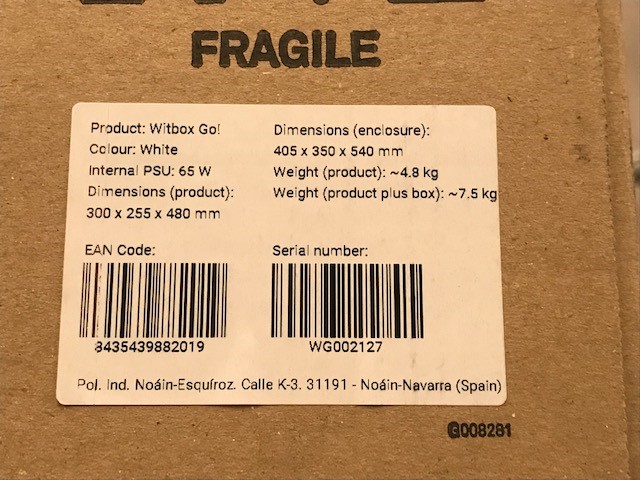 FRAGILE
Product: Witbox Go!
Colour: White
Internal PSU: 65 W
Dimensions (product):
300 x 255 x 480 mm
Dimensions (enclosure):
405 x 350 x 540 mm
Weight (product): ~4.8 kg
Weight (product plus box): ~7.5 kg
EAN Code:
8435439882019
Serial number:
WG002127
Pol. Ind. Noáin-Esquíroz. Calle K-3. 31191 - Noáin-Navarra (Spain)
@008281